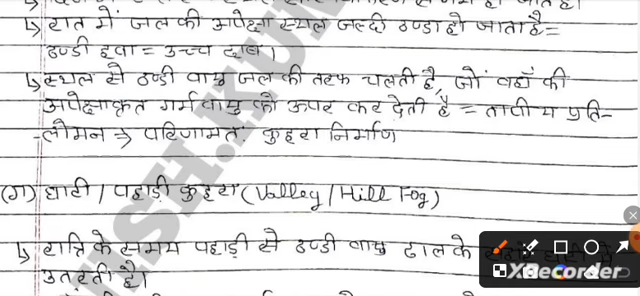 ↳ रात में जल की अपेक्षा स्थल जल्दी ठण्डा हो जाता है =
ठण्डी हवा = उच्च दाब।
↳ स्थल से ठण्डी वायु जल की तरफ चलती है, जो वहाँ की
अपेक्षाकृत गर्म वायु को ऊपर कर देती है = तापीय प्रति-
-लोमन → परिणामतः कुहरा निर्माण
(ग) घाटी / पहाड़ी कुहरा (Valley / Hill Fog)
↳ रात्रि के समय पहाड़ी से ठण्डी वायु ढाल के
उतरती है।
Xrecorder